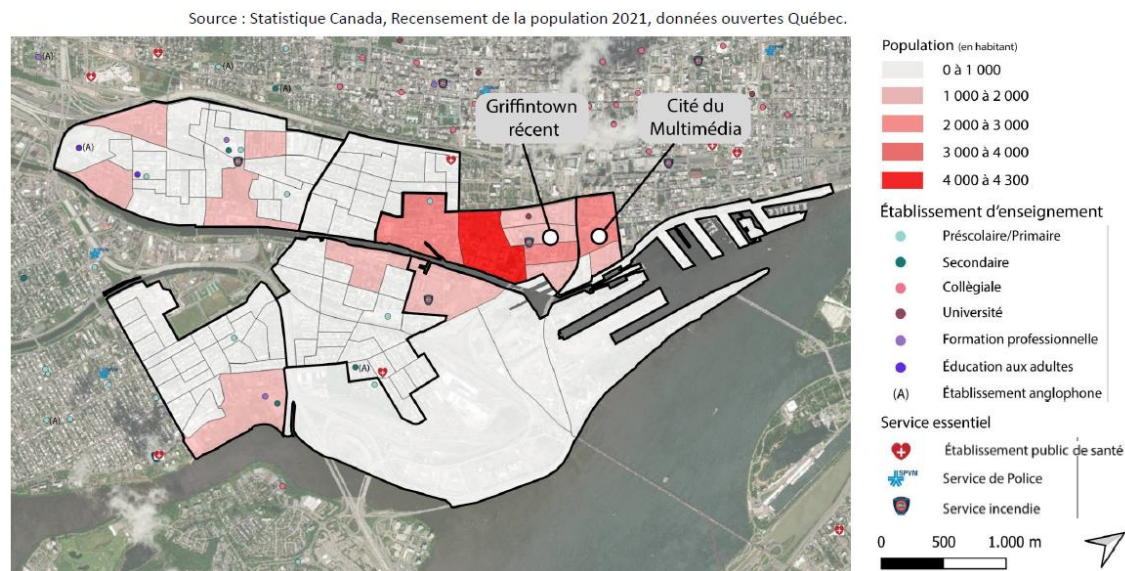 Source : Statistique Canada, Recensement de la population 2021, données ouvertes Québec.
Griffintown
récent
Cité du
Multimédia
(A)
(A)
(A)
(A)
(A)
Population (en habitant)
0 à 1 000
1 000 à 2 000
2 000 à 3 000
3 000 à 4 000
4 000 à 4 300
Établissement d'enseignement
Préscolaire/Primaire
Secondaire
Collégiale
Université
Formation professionnelle
Éducation aux adultes
(A) Établissement anglophone
Service essentiel
Établissement public de santé
SPVM
Service de Police
Service incendie
0 500 1.000 m